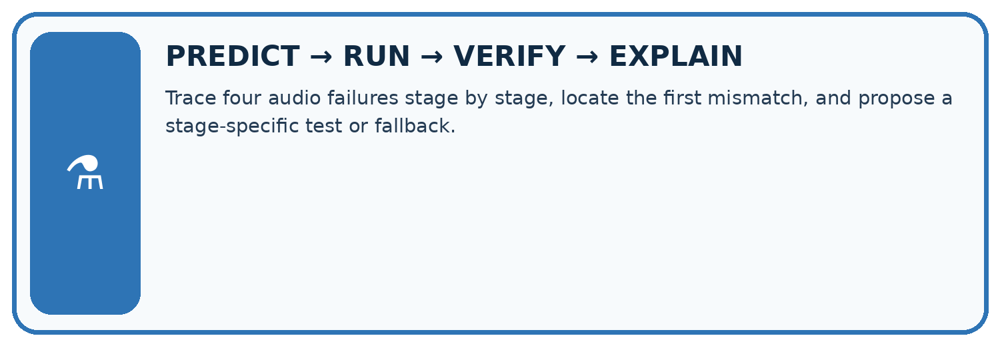 PREDICT → RUN → VERIFY → EXPLAIN
Trace four audio failures stage by stage, locate the first mismatch, and propose a
stage-specific test or fallback.